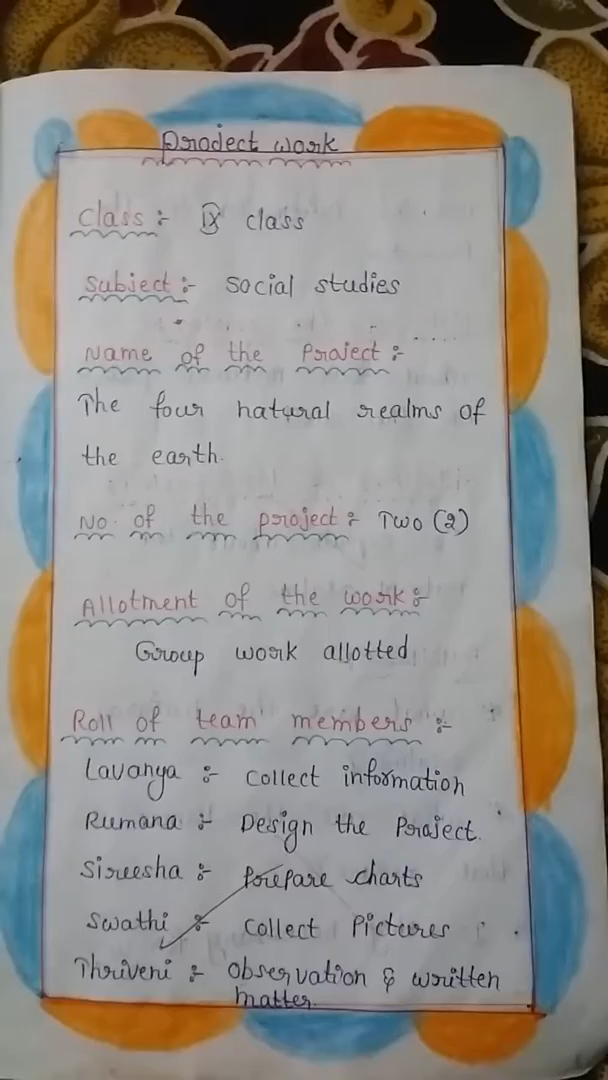 Project work
Class :- IX class
Subject :- Social studies
Name of the Project :-
The four natural realms of
the earth.
No. of the project :- Two (2)
Allotment of the work :-
Group work allotted
Roll of team members :-
Lavanya :- Collect information
Rumana :- Design the Project.
Sireesha :- Prepare charts
Swathi :- Collect Pictures
Thriveni :- Observation & written
matter.